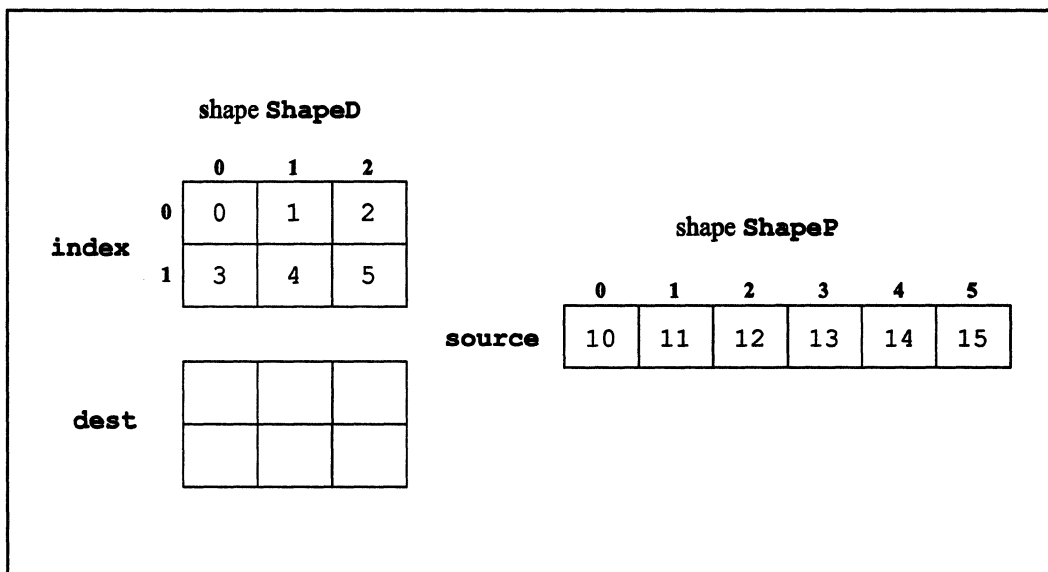 shape ShapeD
0 1 2
0 0 1 2
index
1 3 4 5
shape ShapeP
0 1 2 3 4 5
source 10 11 12 13 14 15
dest